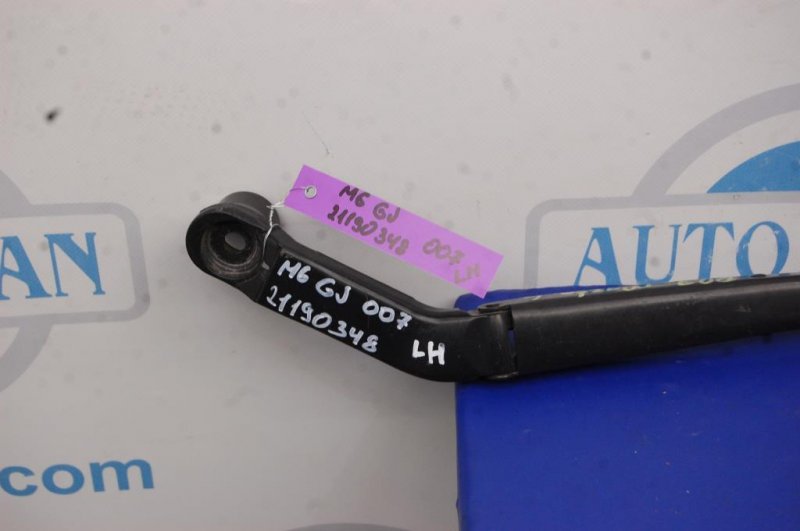 AN
AUTO
M6 GJ
21190348 007
LH
M6 GJ 007
21190348 LH
.com